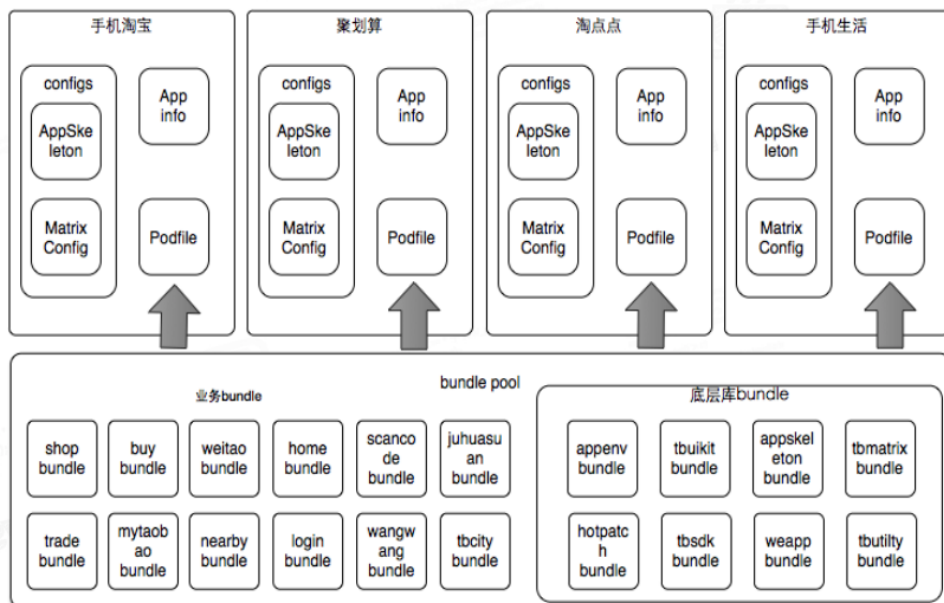 手机淘宝
configs
AppSke
leton
Matrix
Config
App
info
Podfile
聚划算
configs
AppSke
leton
Matrix
Config
App
info
Podfile
淘点点
configs
AppSke
leton
Matrix
Config
App
info
Podfile
手机生活
configs
AppSke
leton
Matrix
Config
App
info
Podfile
bundle pool
业务bundle
shop
bundle
buy
bundle
weitao
bundle
home
bundle
scanco
de
bundle
juhuasu
an
bundle
trade
bundle
mytaob
ao
bundle
nearby
bundle
login
bundle
wangw
ang
bundle
tbcity
bundle
底层库bundle
appenv
bundle
tbuikit
bundle
appskel
eton
bundle
tbmatrix
bundle
hotpatc
h
bundle
tbsdk
bundle
weapp
bundle
tbutilty
bundle